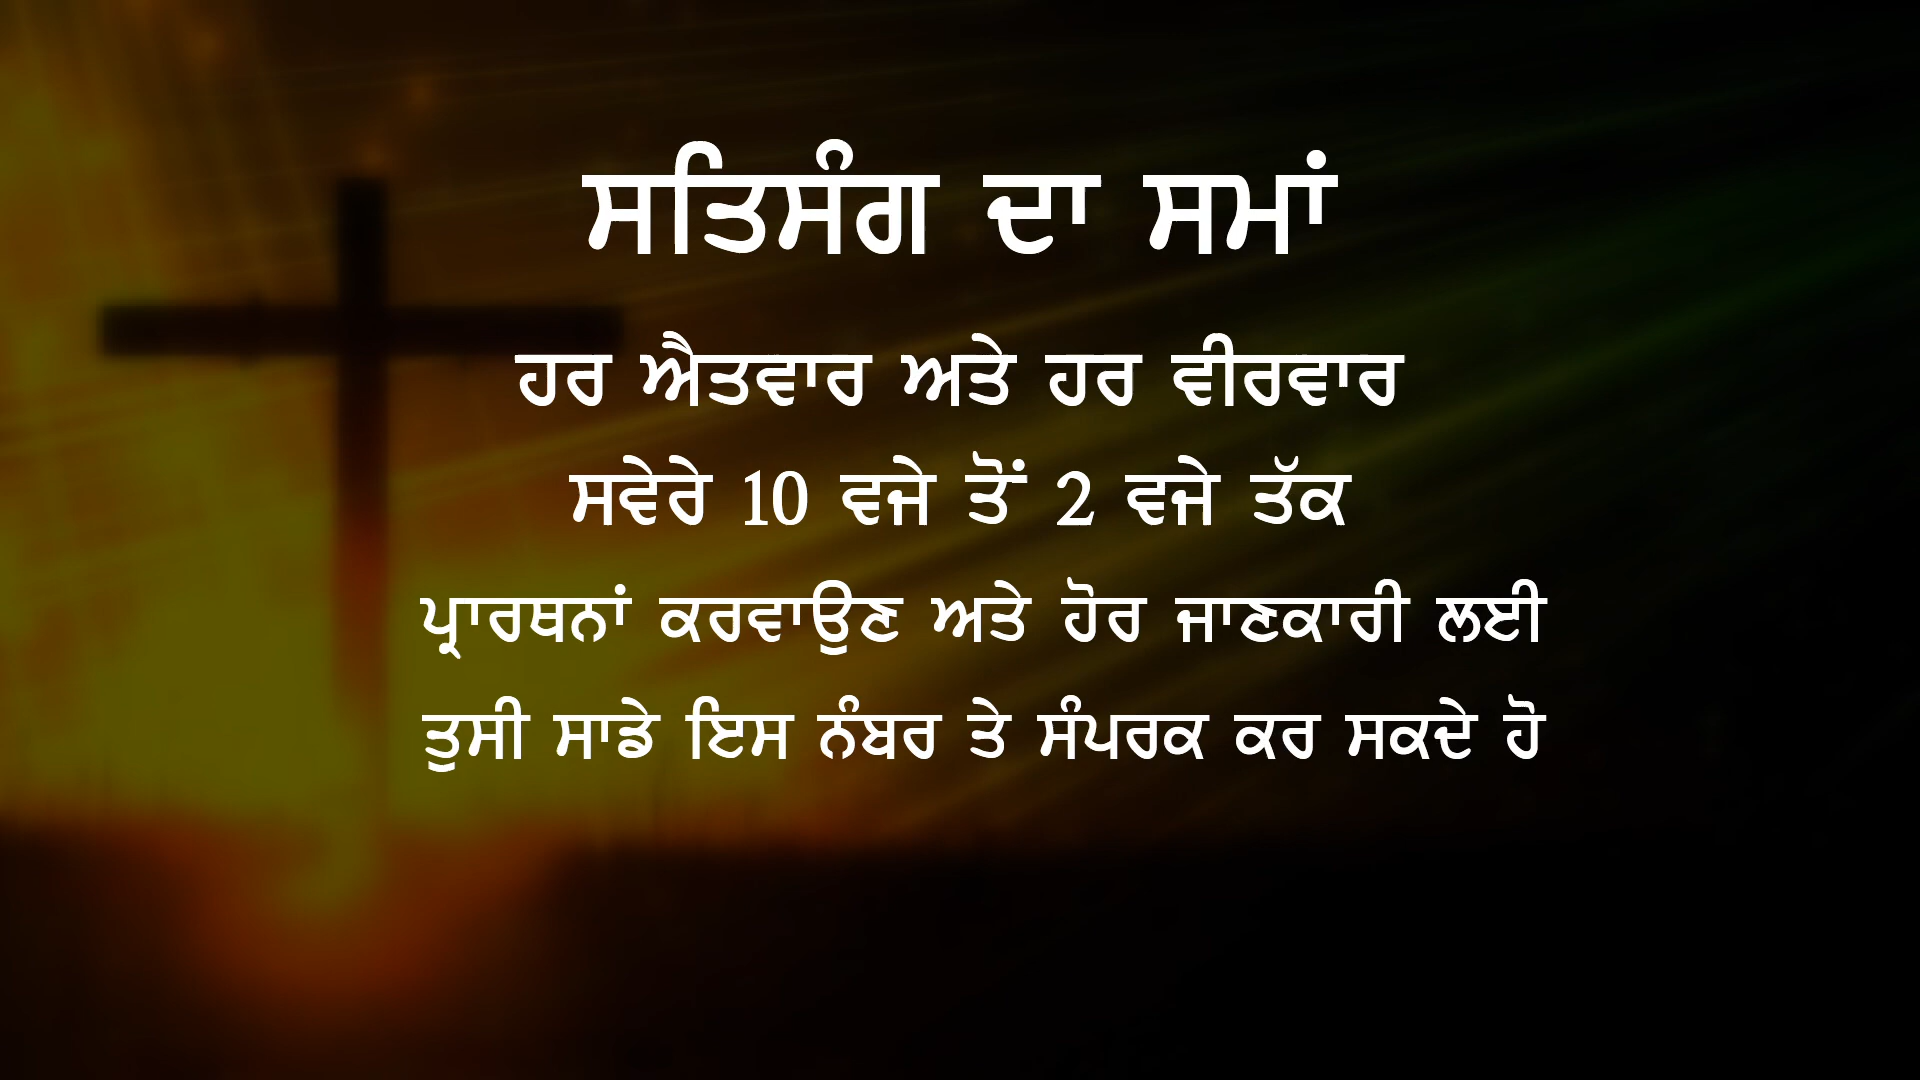 ਸਤਿਸੰਗ ਦਾ ਸਮਾਂ
ਹਰ ਐਤਵਾਰ ਅਤੇ ਹਰ ਵੀਰਵਾਰ
ਸਵੇਰੇ 10 ਵਜੇ ਤੋਂ 2 ਵਜੇ ਤੱਕ
ਪ੍ਰਾਰਥਨਾਂ ਕਰਵਾਉਣ ਅਤੇ ਹੋਰ ਜਾਣਕਾਰੀ ਲਈ
ਤੁਸੀ ਸਾਡੇ ਇਸ ਨੰਬਰ ਤੇ ਸੰਪਰਕ ਕਰ ਸਕਦੇ ਹੋ